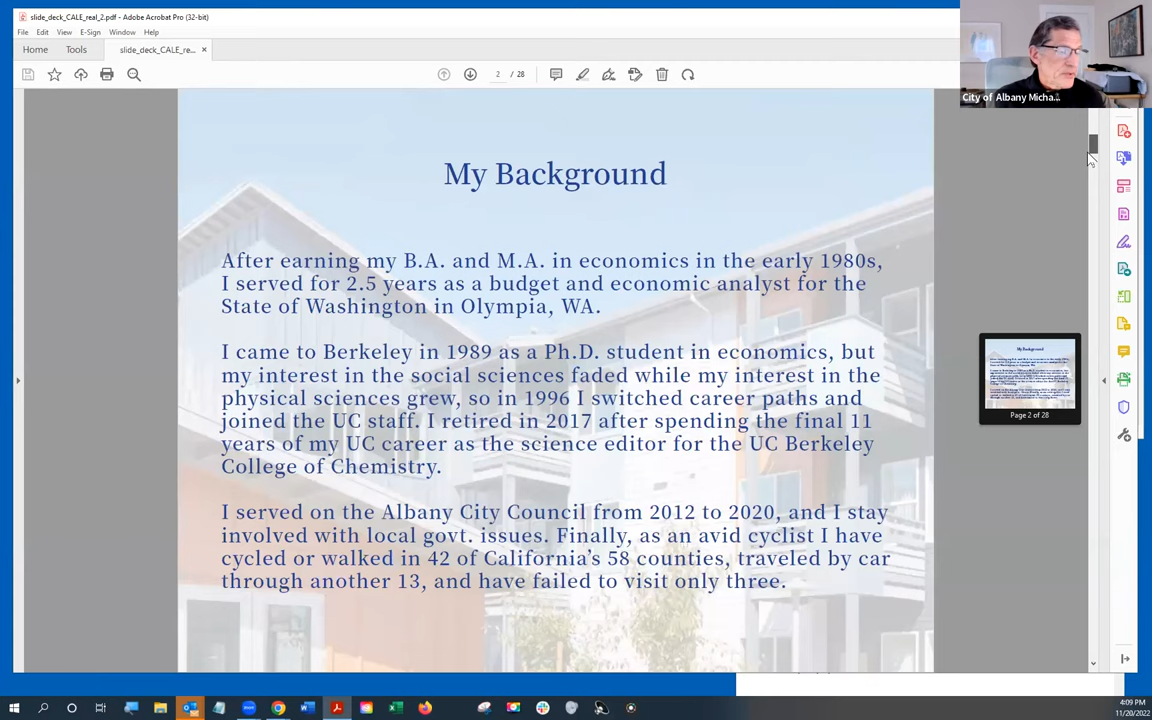 slide_deck_CALE_real_2.pdf - Adobe Acrobat Pro (32-bit)
File Edit View E-Sign Window Help
Home Tools slide_deck_CALE_re... ×
2 / 28
City of Albany Micha...
My Background
After earning my B.A. and M.A. in economics in the early 1980s,
I served for 2.5 years as a budget and economic analyst for the
State of Washington in Olympia, WA.
I came to Berkeley in 1989 as a Ph.D. student in economics, but
my interest in the social sciences faded while my interest in the
physical sciences grew, so in 1996 I switched career paths and
joined the UC staff. I retired in 2017 after spending the final 11
years of my UC career as the science editor for the UC Berkeley
College of Chemistry.
I served on the Albany City Council from 2012 to 2020, and I stay
involved with local govt. issues. Finally, as an avid cyclist I have
cycled or walked in 42 of California's 58 counties, traveled by car
through another 13, and have failed to visit only three.
My Background
Page 2 of 28
4:09 PM
11/20/2022